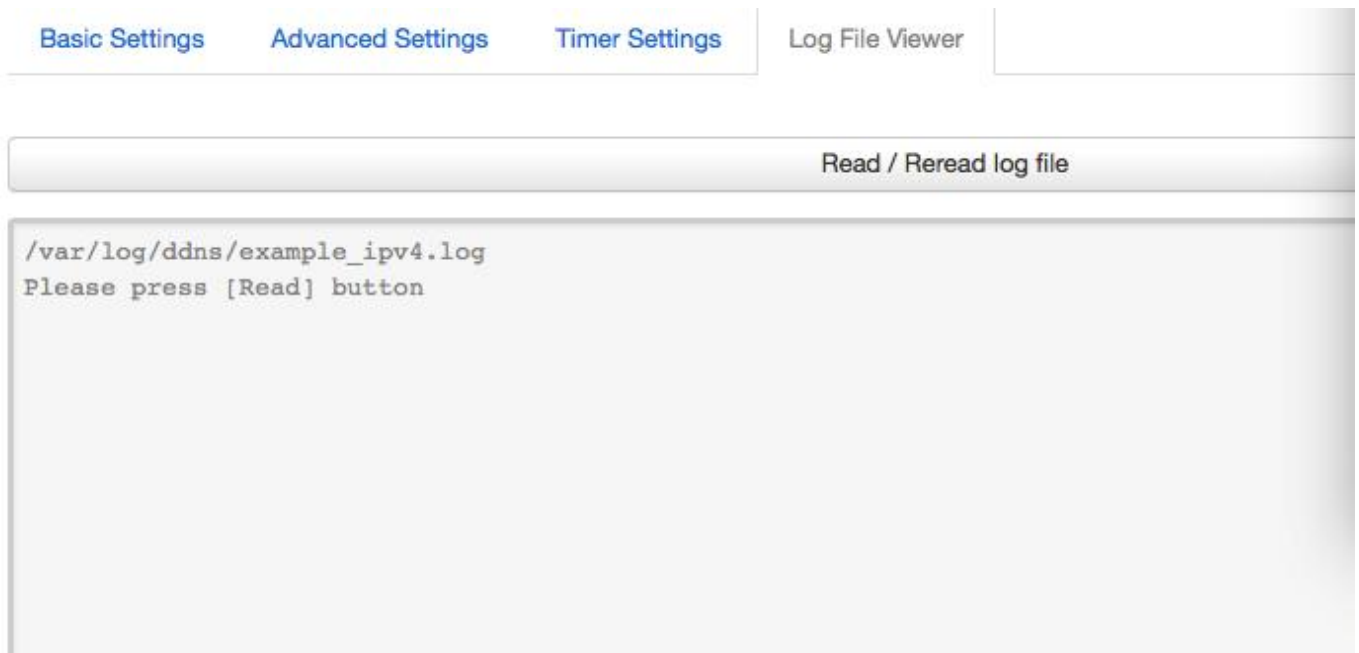 Basic Settings Advanced Settings Timer Settings Log File Viewer
Read / Reread log file
/var/log/ddns/example_ipv4.log
Please press [Read] button